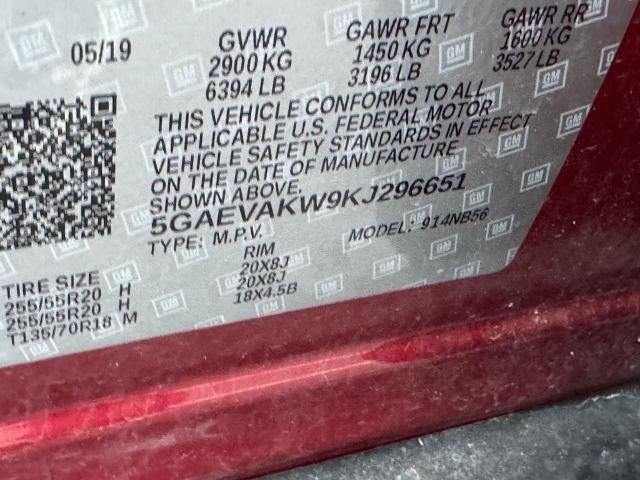 05/19
GVWR
2900 KG
6394 LB
GAWR FRT
1450 KG
3196 LB
GAWR RR
1600 KG
3527 LB
THIS VEHICLE CONFORMS TO ALL
APPLICABLE U.S. FEDERAL MOTOR
VEHICLE SAFETY STANDARDS IN EFFECT
ON THE DATE OF MANUFACTURE
SHOWN ABOVE.
5GAEVAKW9KJ296651
TYPE: M.P.V. MODEL: 914NB56
TIRE SIZE RIM
255/55R20 H 20X8J
255/55R20 H 20X8J
T135/70R18 M 18X4.5B